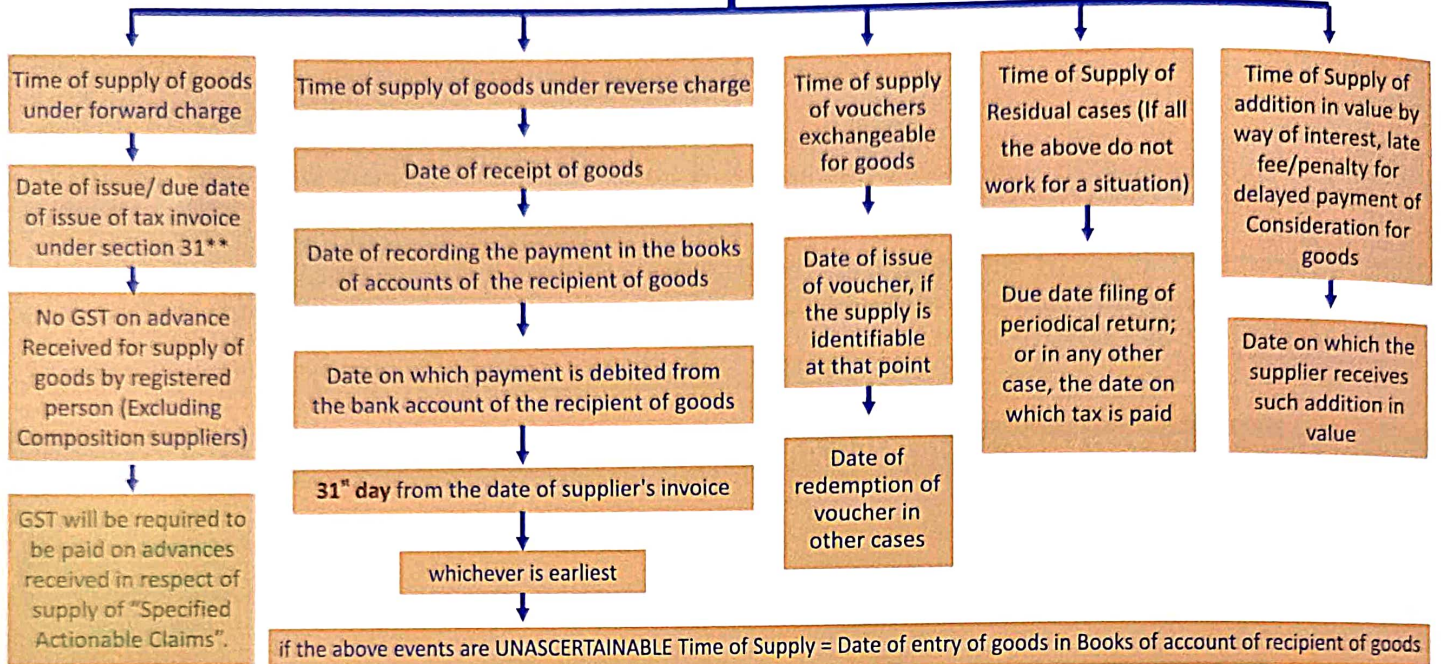 Time of supply of goods
under forward charge
Date of issue/ due date
of issue of tax invoice
under section 31**
No GST on advance
Received for supply of
goods by registered
person (Excluding
Composition suppliers)
GST will be required to
be paid on advances
received in respect of
supply of "Specified
Actionable Claims".
Time of supply of goods under reverse charge
Date of receipt of goods
Date of recording the payment in the books
of accounts of the recipient of goods
Date on which payment is debited from
the bank account of the recipient of goods
31st day from the date of supplier's invoice
whichever is earliest
if the above events are UNASCERTAINABLE Time of Supply = Date of entry of goods in Books of account of recipient of goods
Time of supply
of vouchers
exchangeable
for goods
Date of issue
of voucher, if
the supply is
identifiable
at that point
Date of
redemption of
voucher in
other cases
Time of Supply of
Residual cases (If all
the above do not
work for a situation)
Due date filing of
periodical return;
or in any other
case, the date on
which tax is paid
Time of Supply of
addition in value by
way of interest, late
fee/penalty for
delayed payment of
Consideration for
goods
Date on which the
supplier receives
such addition in
value